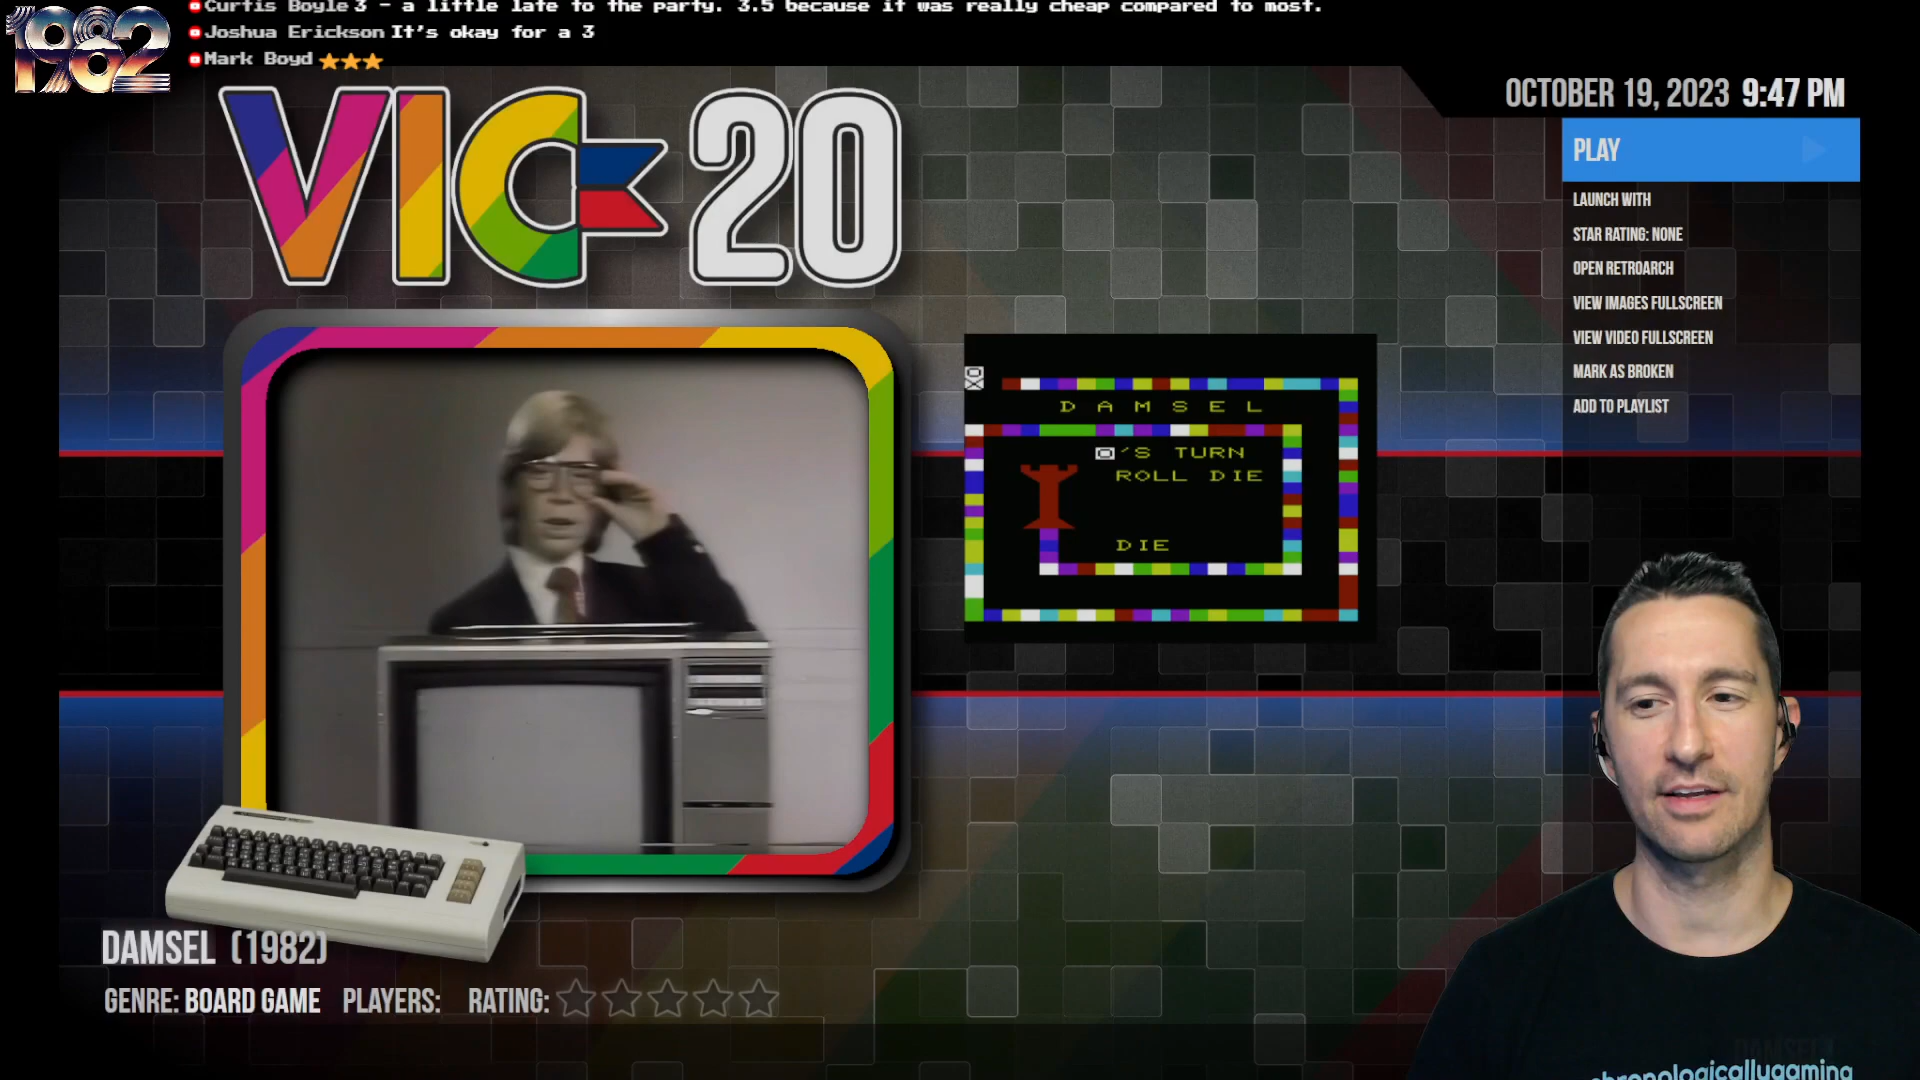 1982
Curtis Boyle 3 - a little late to the party. 3.5 because it was really cheap compared to most.
Joshua Erickson It's okay for a 3
Mark Boyd
VIC 20
OCTOBER 19, 2023 9:47 PM
PLAY
LAUNCH WITH
STAR RATING: NONE
OPEN RETROARCH
VIEW IMAGES FULLSCREEN
VIEW VIDEO FULLSCREEN
MARK AS BROKEN
ADD TO PLAYLIST
DAMSEL
'S TURN
ROLL DIE
DIE
DAMSEL (1982)
GENRE: BOARD GAME PLAYERS: RATING:
DAMSEL
chronologicallygaming